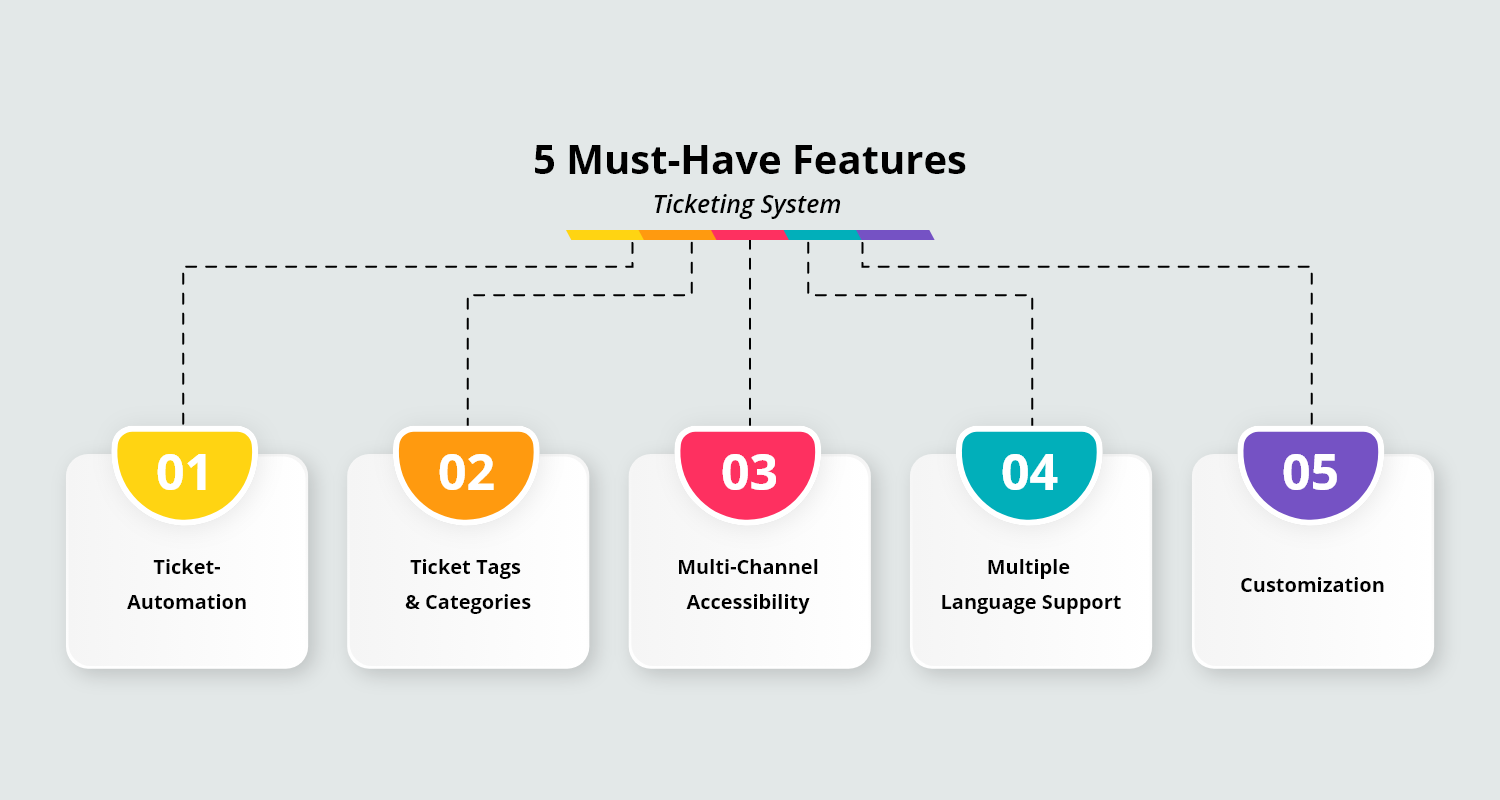 5 Must-Have Features
Ticketing System
01
Ticket-
Automation
02
Ticket Tags
& Categories
03
Multi-Channel
Accessibility
04
Multiple
Language Support
05
Customization